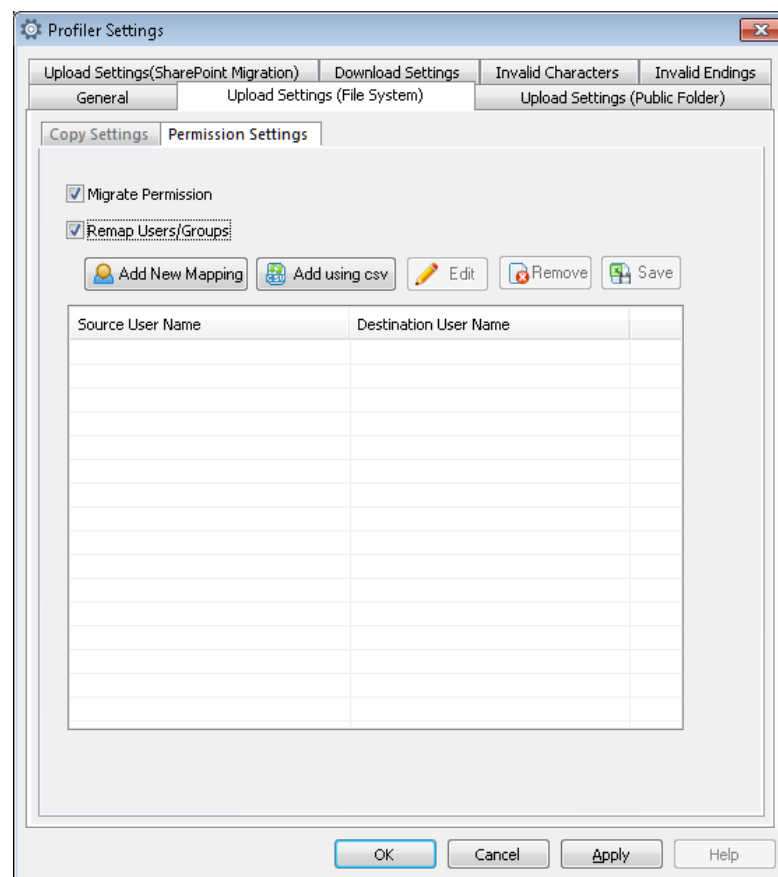 Profiler Settings
Upload Settings(SharePoint Migration) Download Settings Invalid Characters Invalid Endings
General Upload Settings (File System) Upload Settings (Public Folder)
Copy Settings Permission Settings
Migrate Permission
Remap Users/Groups
Add New Mapping Add using csv Edit Remove Save
Source User Name Destination User Name
OK Cancel Apply Help